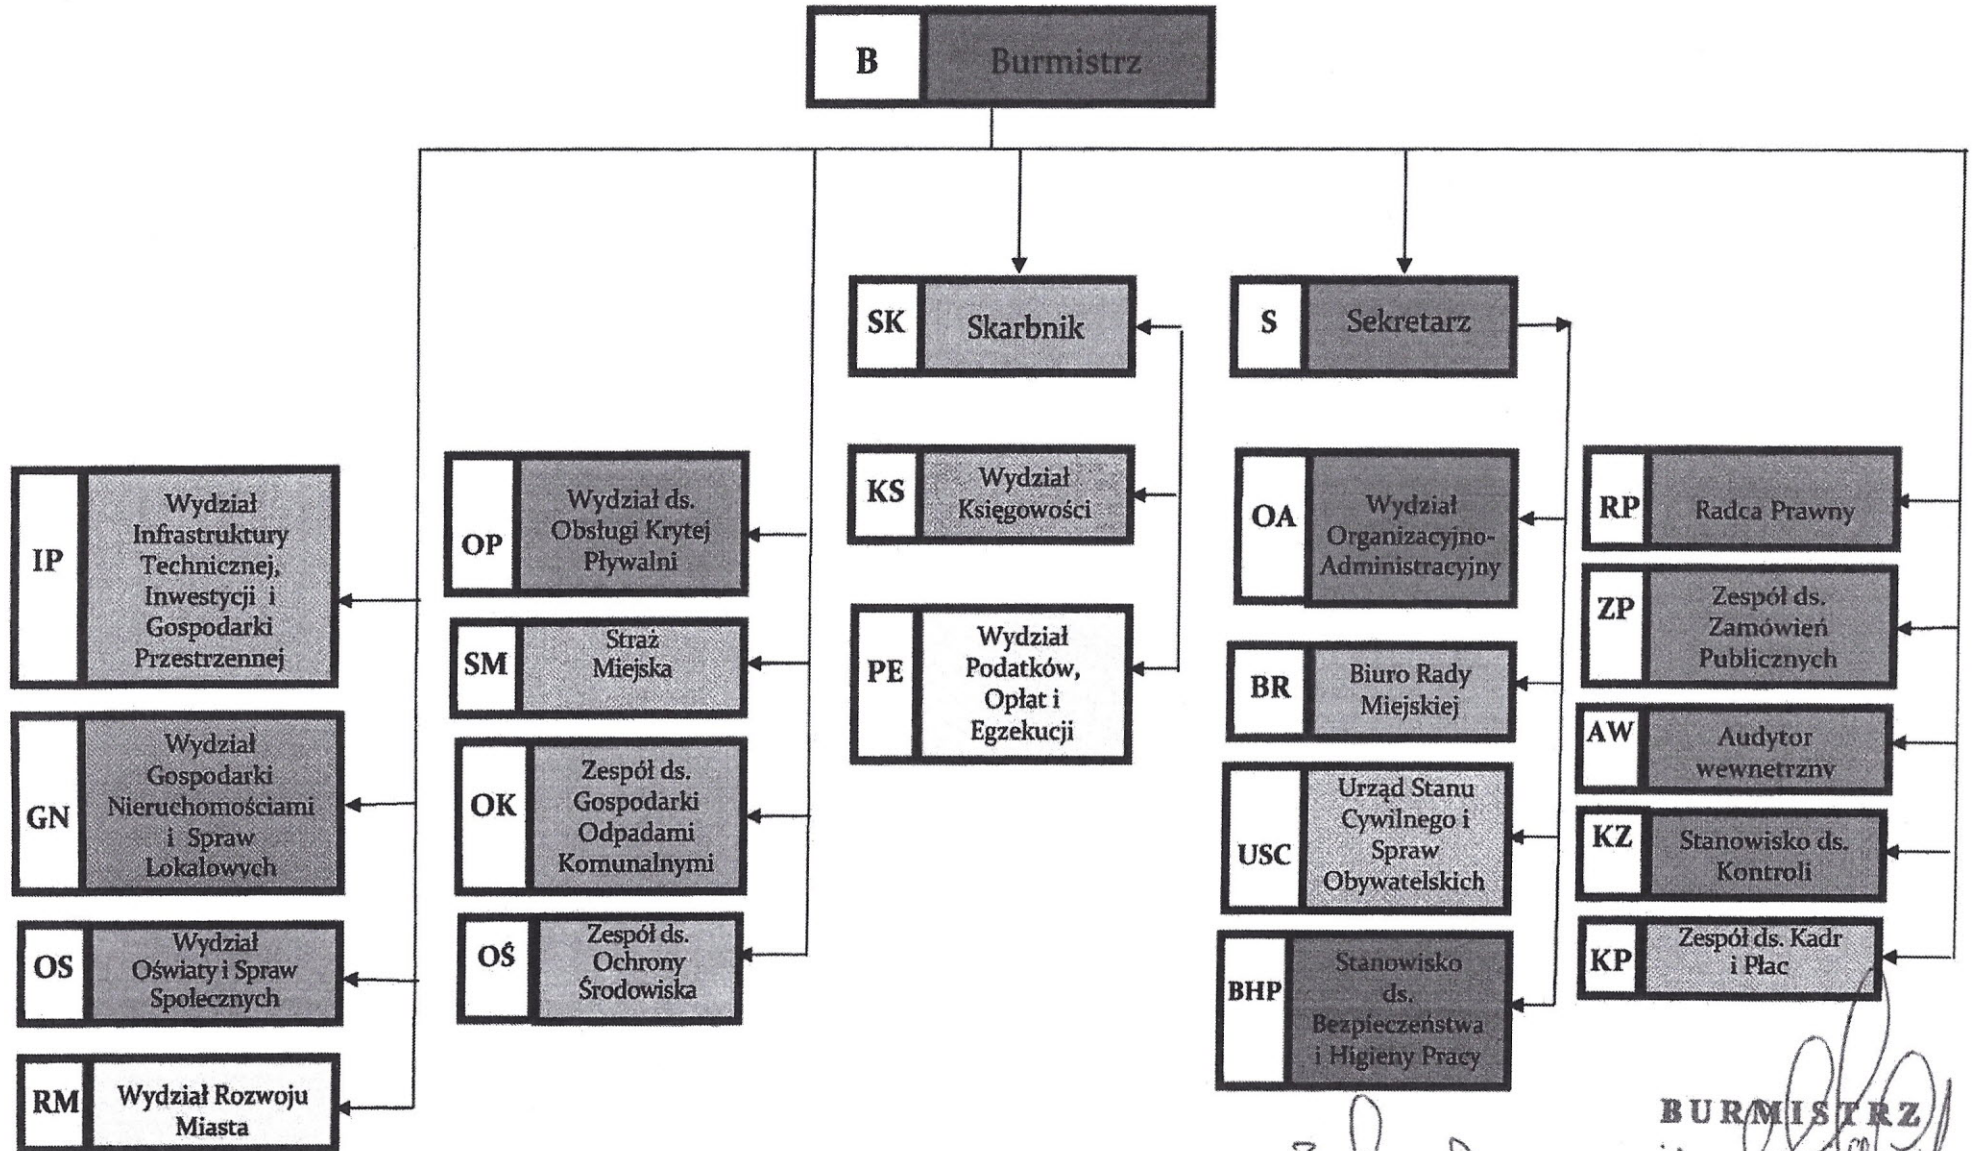 B
Burmistrz
SK
Skarbnik
S
Sekretarz
IP
Wydział
Infrastruktury
Technicznej,
Inwestycji i
Gospodarki
Przestrzennej
GN
Wydział
Gospodarki
Nieruchomościami
i Spraw
Lokalowych
OS
Wydział
Oświaty i Spraw
Społecznych
RM
Wydział Rozwoju
Miasta
OP
Wydział ds.
Obsługi Krytej
Pływalni
SM
Straż
Miejska
OK
Zespół ds.
Gospodarki
Odpadami
Komunalnymi
OŚ
Zespół ds.
Ochrony
Środowiska
KS
Wydział
Księgowości
PE
Wydział
Podatków,
Opłat i
Egzekucji
OA
Wydział
Organizacyjno-
Administracyjny
BR
Biuro Rady
Miejskiej
USC
Urząd Stanu
Cywilnego i
Spraw
Obywatelskich
BHP
Stanowisko
ds.
Bezpieczeństwa
i Higieny Pracy
RP
Radca Prawny
ZP
Zespół ds.
Zamówień
Publicznych
AW
Audytor
wewnetrzny
KZ
Stanowisko ds.
Kontroli
KP
Zespół ds. Kadr
i Płac
BURMISTRZ